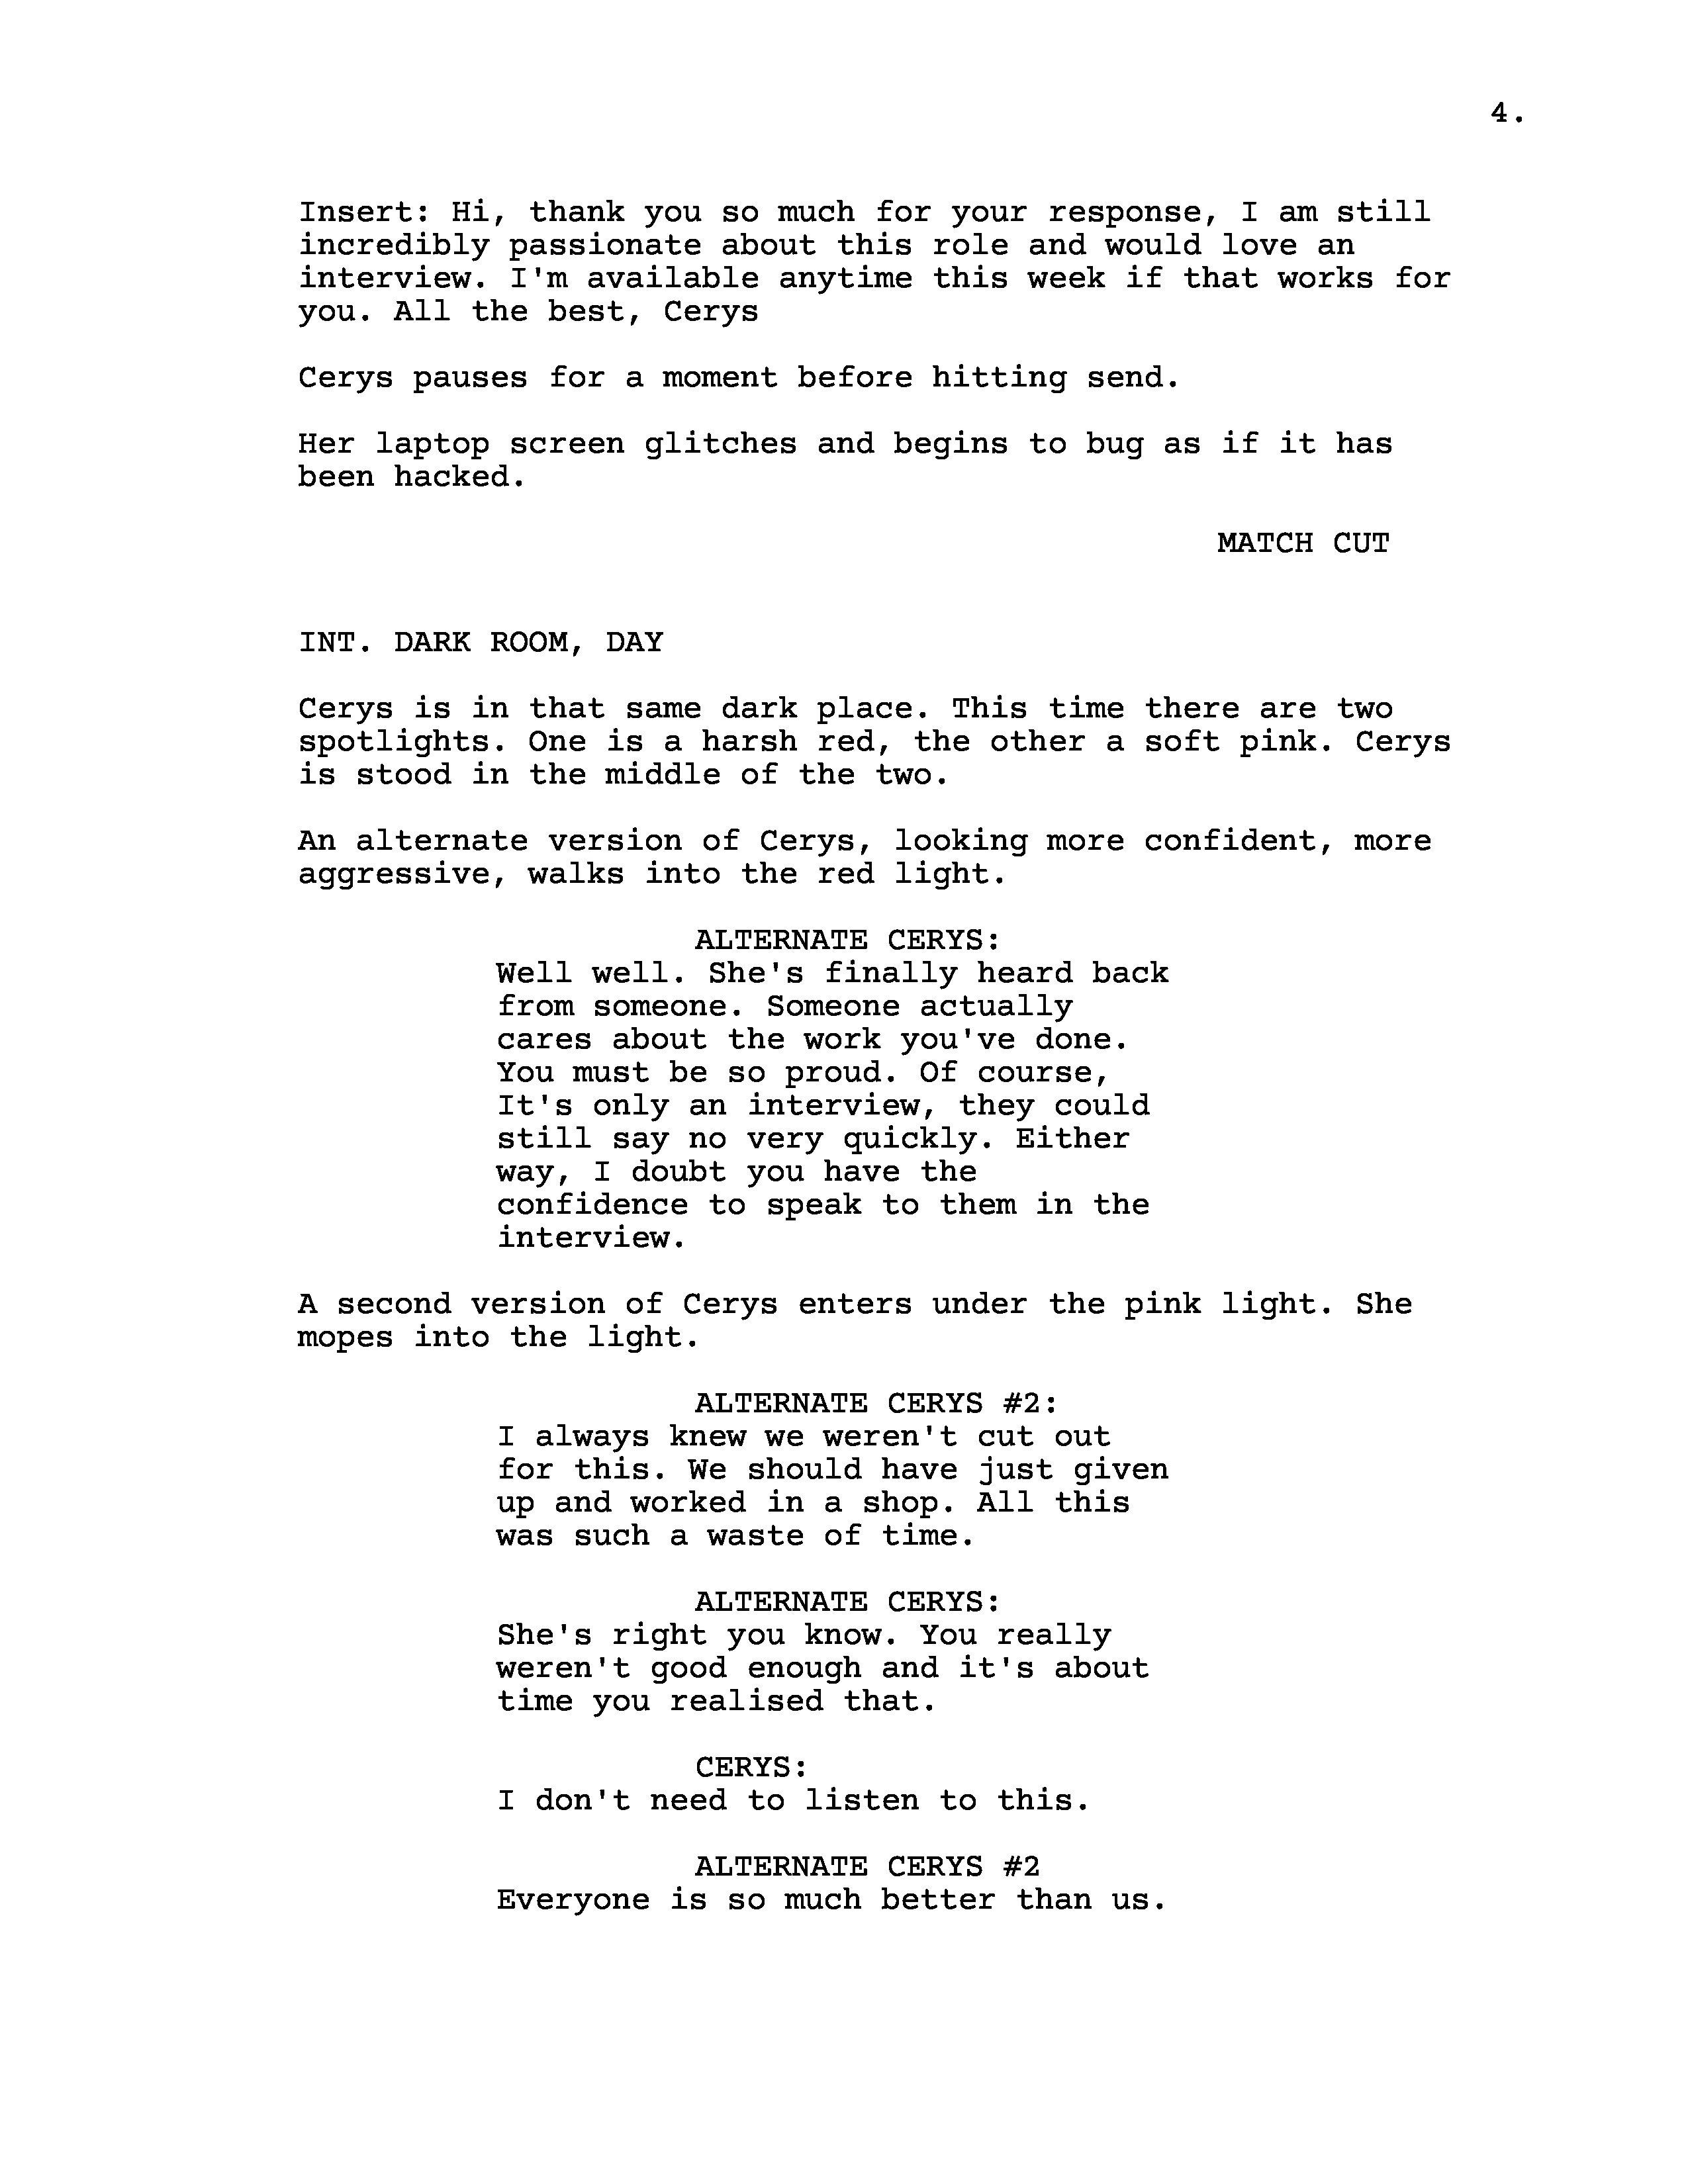 4.
Insert: Hi, thank you so much for your response, I am still
incredibly passionate about this role and would love an
interview. I'm available anytime this week if that works for
you. All the best, Cerys
Cerys pauses for a moment before hitting send.
Her laptop screen glitches and begins to bug as if it has
been hacked.
MATCH CUT
INT. DARK ROOM, DAY
Cerys is in that same dark place. This time there are two
spotlights. One is a harsh red, the other a soft pink. Cerys
is stood in the middle of the two.
An alternate version of Cerys, looking more confident, more
aggressive, walks into the red light.
ALTERNATE CERYS:
Well well. She's finally heard back
from someone. Someone actually
cares about the work you've done.
You must be so proud. Of course,
It's only an interview, they could
still say no very quickly. Either
way, I doubt you have the
confidence to speak to them in the
interview.
A second version of Cerys enters under the pink light. She
mopes into the light.
ALTERNATE CERYS #2:
I always knew we weren't cut out
for this. We should have just given
up and worked in a shop. All this
was such a waste of time.
ALTERNATE CERYS:
She's right you know. You really
weren't good enough and it's about
time you realised that.
CERYS:
I don't need to listen to this.
ALTERNATE CERYS #2
Everyone is so much better than us.